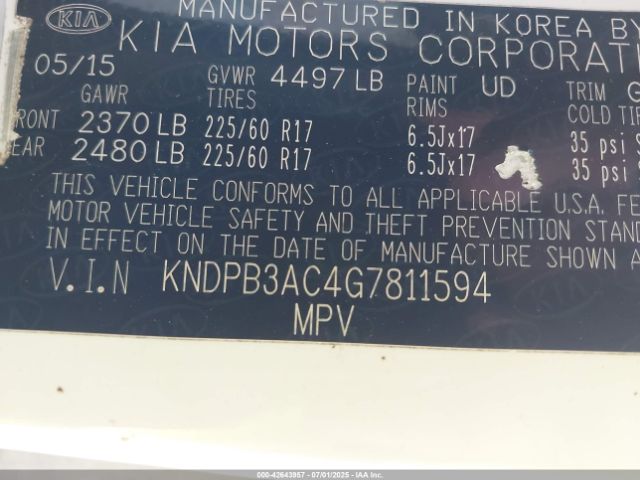 KIA
MANUFACTURED IN KOREA BY
KIA MOTORS CORPORATI
05/15 GVWR 4497 LB PAINT UD TRIM G
GAWR TIRES RIMS COLD TIR
RONT 2370 LB 225/60 R17 6.5Jx17 35 psi S
EAR 2480 LB 225/60 R17 6.5Jx17 35 psi S
THIS VEHICLE CONFORMS TO ALL APPLICABLE U.S.A. FE
MOTOR VEHICLE SAFETY AND THEFT PREVENTION STAN
IN EFFECT ON THE DATE OF MANUFACTURE SHOWN
V.I.N KNDPB3AC4G7811594
MPV
000-42643957 - 07/01/2025 - IAA Inc.